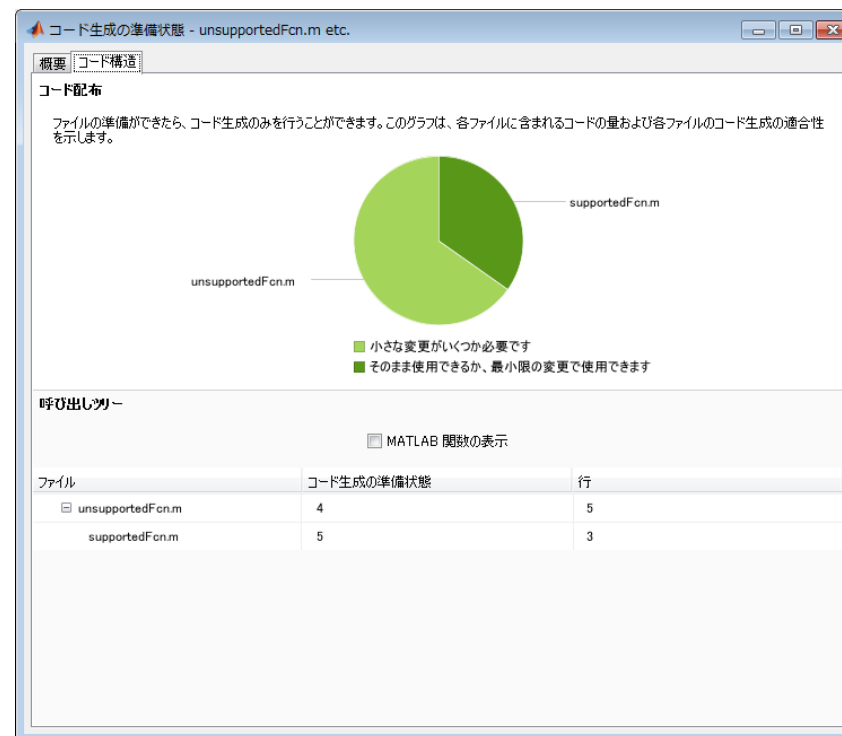 コード生成の準備状態 - unsupportedFcn.m etc.
概要 コード構造
コード配布
ファイルの準備ができたら、コード生成のみを行うことができます。このグラフは、各ファイルに含まれるコードの量および各ファイルのコード生成の適合性
を示します。
supportedFcn.m
unsupportedFcn.m
小さな変更がいくつか必要です
そのまま使用できるか、最小限の変更で使用できます
呼び出しツリー
MATLAB 関数の表示
ファイル コード生成の準備状態 行
unsupportedFcn.m 4 5
supportedFcn.m 5 3